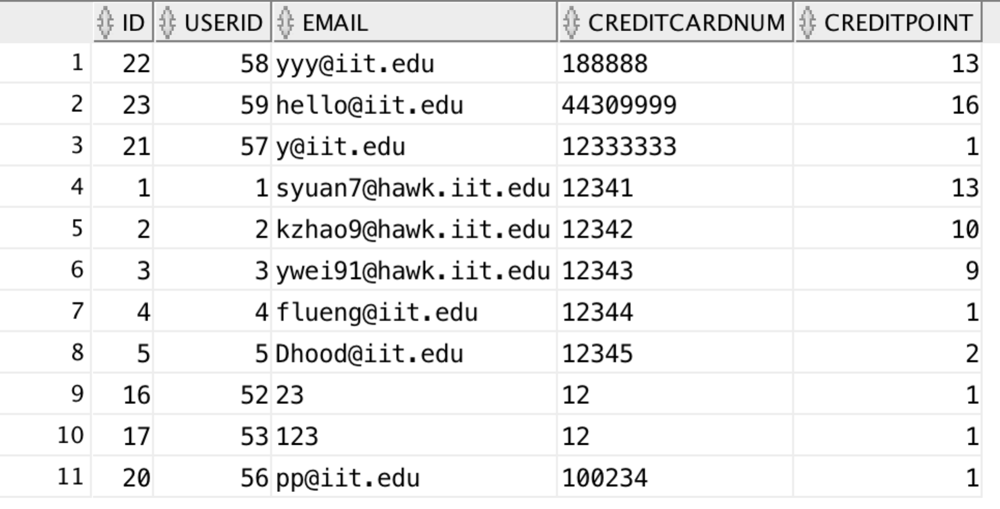 ID USERID EMAIL CREDITCARDNUM CREDITPOINT
1 22 58 yyy@iit.edu 188888 13
2 23 59 hello@iit.edu 44309999 16
3 21 57 y@iit.edu 12333333 1
4 1 1 syuan7@hawk.iit.edu 12341 13
5 2 2 kzhao9@hawk.iit.edu 12342 10
6 3 3 ywei91@hawk.iit.edu 12343 9
7 4 4 flueng@iit.edu 12344 1
8 5 5 Dhood@iit.edu 12345 2
9 16 52 23 12 1
10 17 53 123 12 1
11 20 56 pp@iit.edu 100234 1